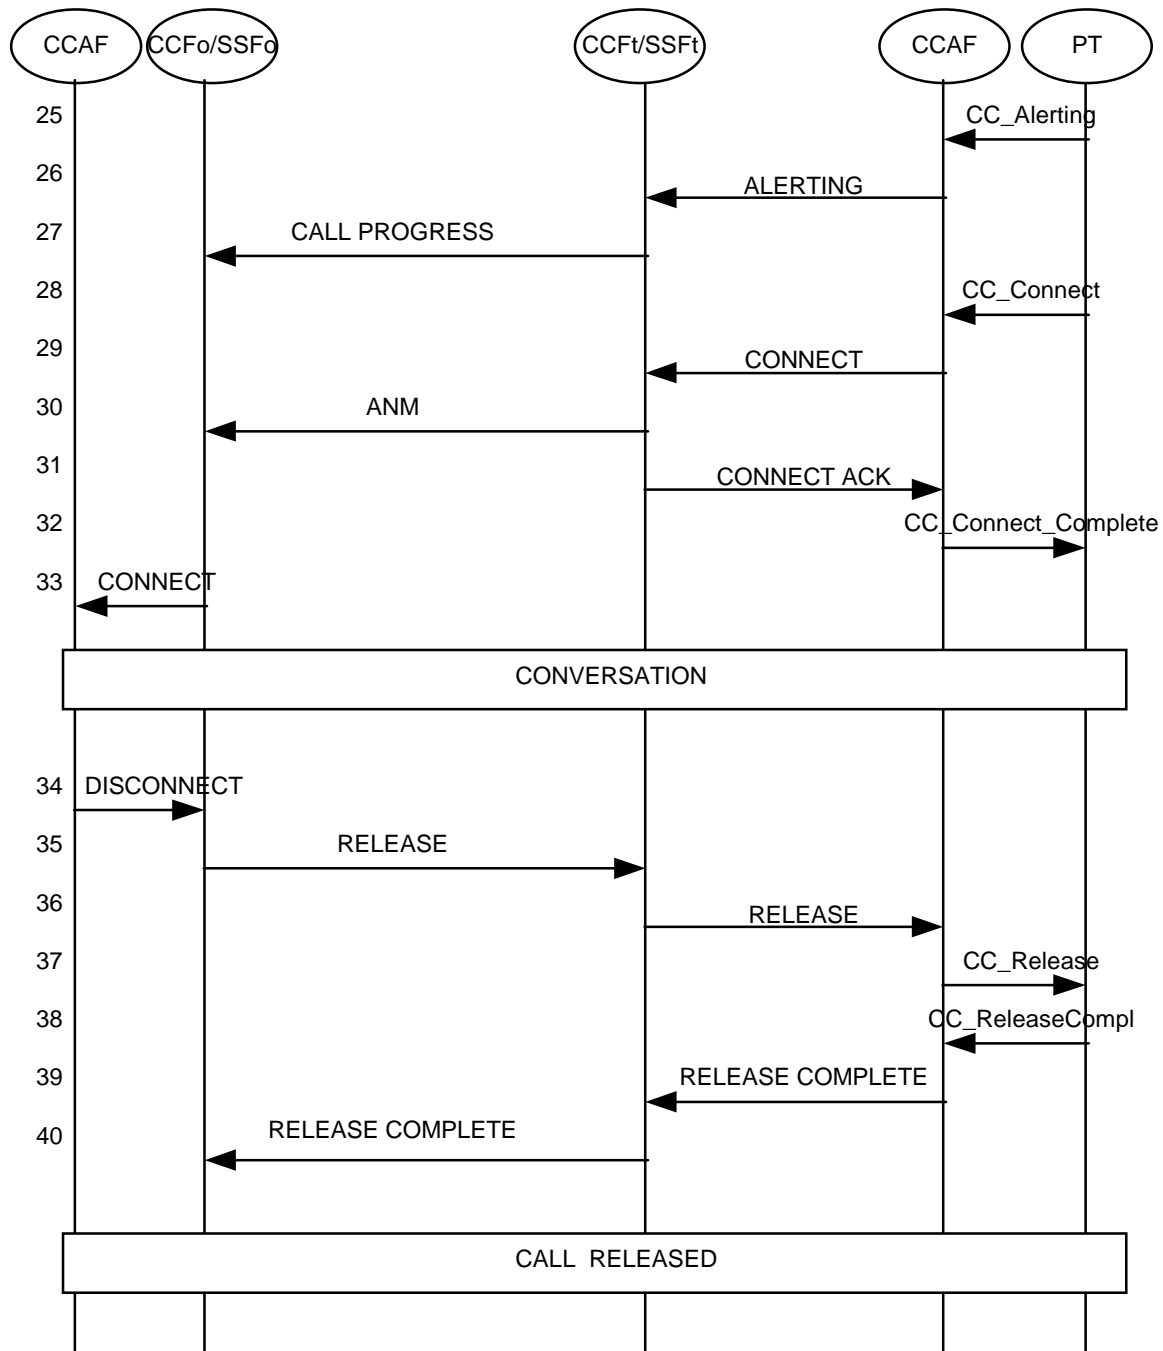 CCAF CCFo/SSFo CCFt/SSFt CCAF PT
25 CC_Alerting
26 ALERTING
27 CALL PROGRESS
28 CC_Connect
29 CONNECT
30 ANM
31 CONNECT ACK
32 CC_Connect_Complete
33 CONNECT
CONVERSATION
34 DISCONNECT
35 RELEASE
36 RELEASE
37 CC_Release
38 CC_ReleaseCompl
39 RELEASE COMPLETE
40 RELEASE COMPLETE
CALL RELEASED